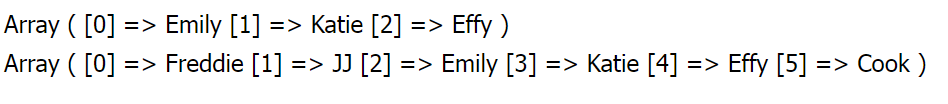 Array ( [0] => Emily [1] => Katie [2] => Effy )
Array ( [0] => Freddie [1] => JJ [2] => Emily [3] => Katie [4] => Effy [5] => Cook )